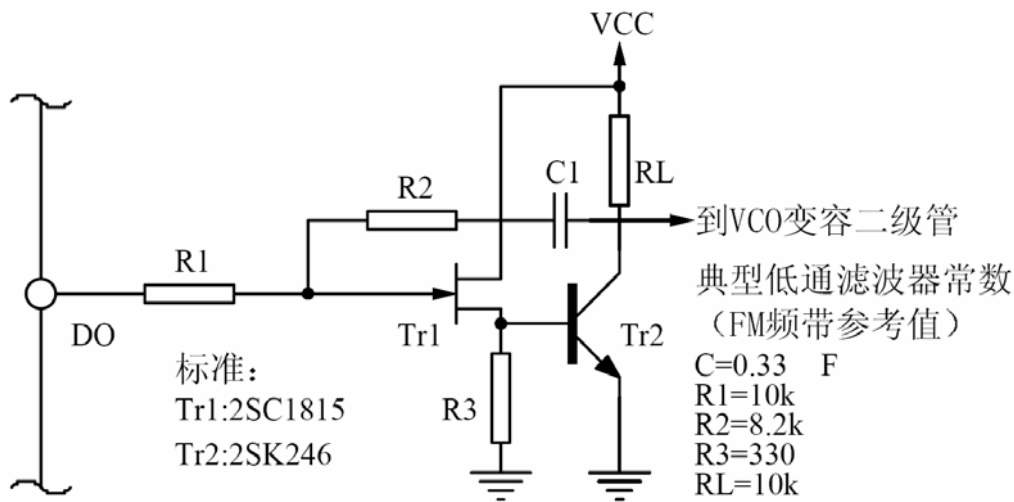 VCC
C1
RL
R2
到VCO变容二级管
R1
典型低通滤波器常数
DO
Tr1
Tr2
(FM频带参考值)
标准:
C=0.33 F
Tr1:2SC1815
R3
R1=10k
R2=8.2k
Tr2:2SK246
R3=330
RL=10k